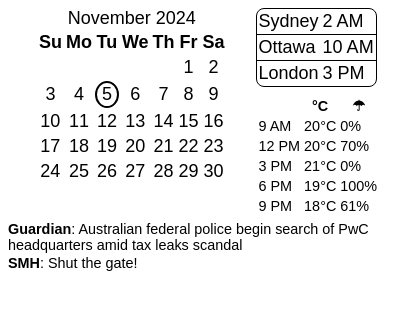 November 2024
Su Mo Tu We Th Fr Sa
1 2
3 4 5 6 7 8 9
10 11 12 13 14 15 16
17 18 19 20 21 22 23
24 25 26 27 28 29 30
Sydney 2 AM
Ottawa 10 AM
London 3 PM
°C ☂
9 AM 20°C 0%
12 PM 20°C 70%
3 PM 21°C 0%
6 PM 19°C 100%
9 PM 18°C 61%
Guardian: Australian federal police begin search of PwC
headquarters amid tax leaks scandal
SMH: Shut the gate!